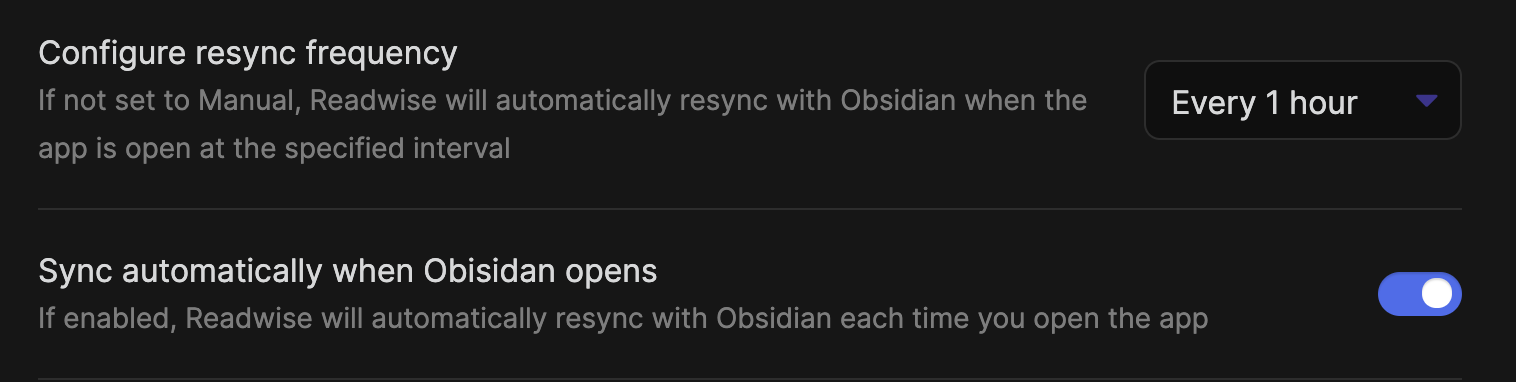 Configure resync frequency
If not set to Manual, Readwise will automatically resync with Obsidian when the
app is open at the specified interval
Every 1 hour
Sync automatically when Obisidan opens
If enabled, Readwise will automatically resync with Obsidian each time you open the app